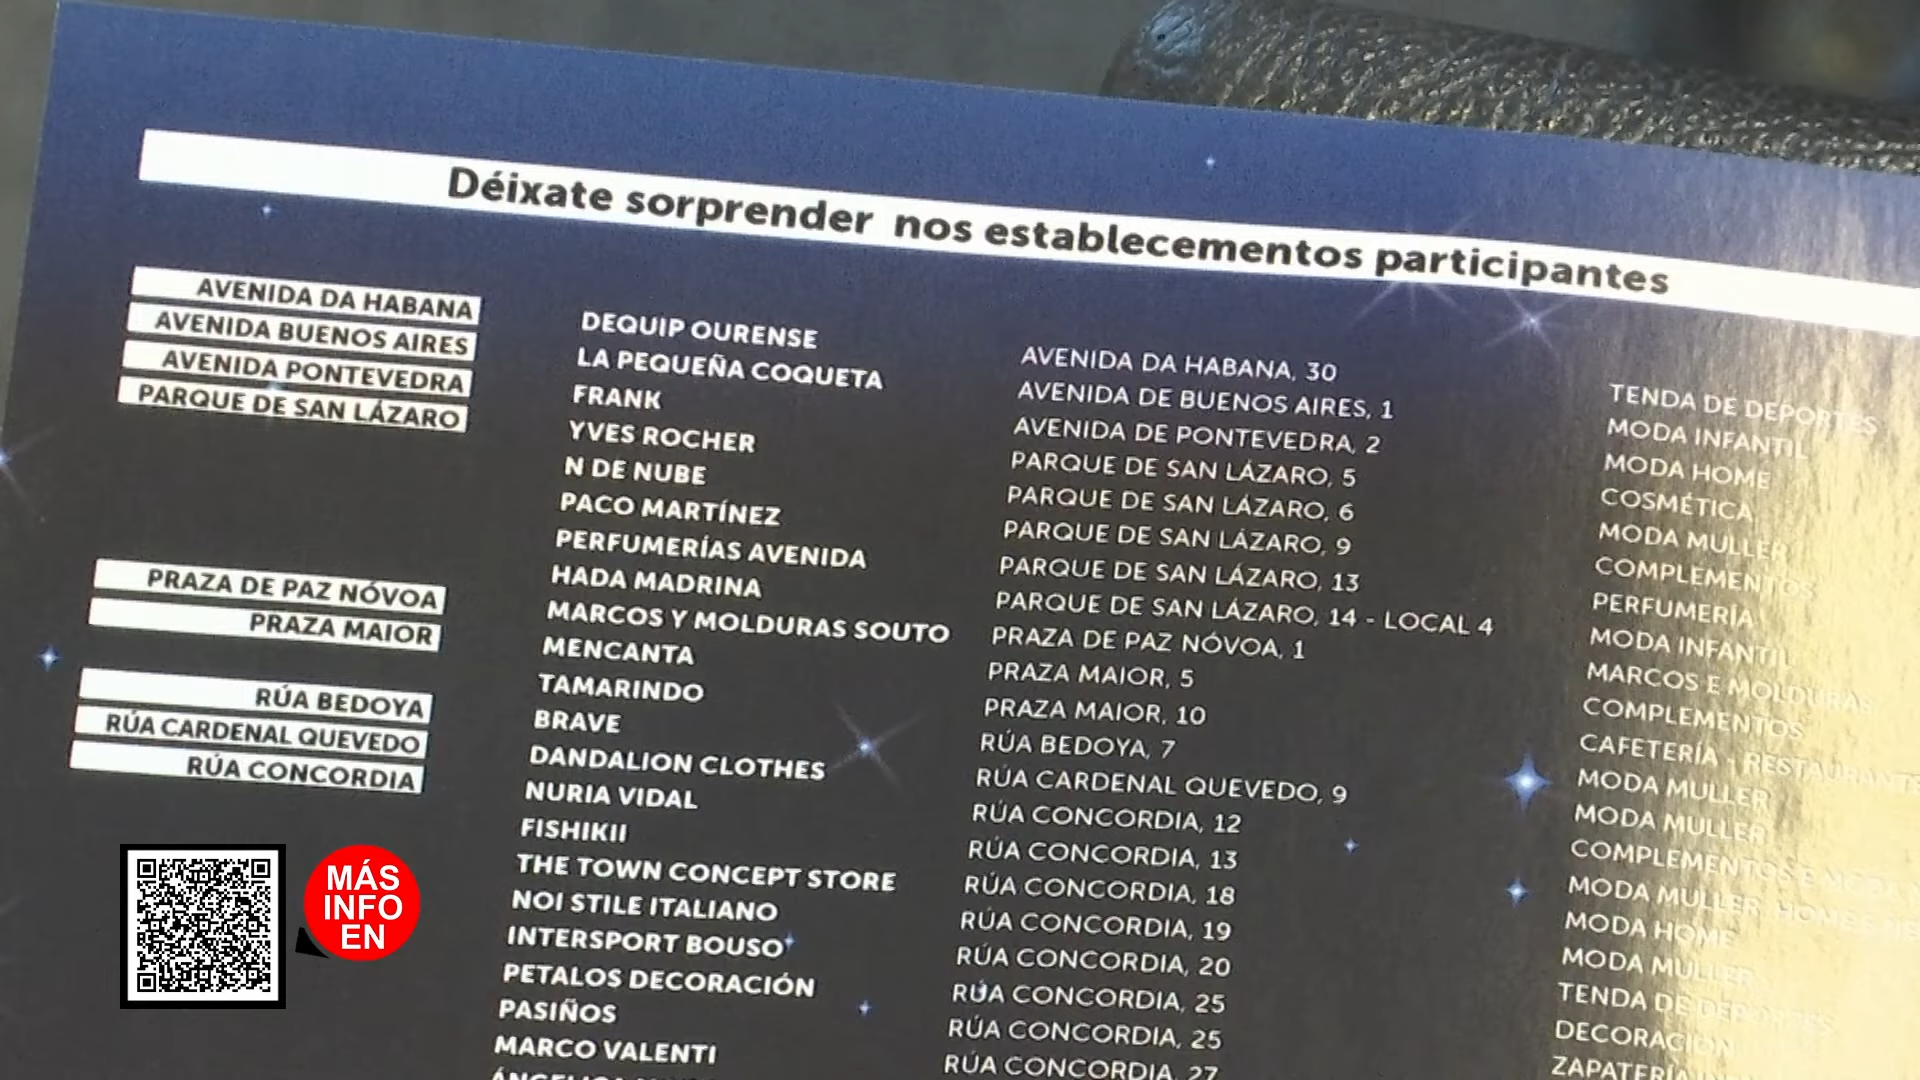 Déixate sorprender nos establecementos participantes
AVENIDA DA HABANA
AVENIDA BUENOS AIRES
AVENIDA PONTEVEDRA
PARQUE DE SAN LÁZARO
PRAZA DE PAZ NÓVOA
PRAZA MAIOR
RÚA BEDOYA
RÚA CARDENAL QUEVEDO
RÚA CONCORDIA
DEQUIP OURENSE AVENIDA DA HABANA, 30 TENDA DE DEPORTES
LA PEQUEÑA COQUETA AVENIDA DE BUENOS AIRES, 1 MODA INFANTIL
FRANK AVENIDA DE PONTEVEDRA, 2 MODA HOME
YVES ROCHER PARQUE DE SAN LÁZARO, 5 COSMÉTICA
N DE NUBE PARQUE DE SAN LÁZARO, 6 MODA MULLER
PACO MARTÍNEZ PARQUE DE SAN LÁZARO, 9 COMPLEMENTOS
PERFUMERÍAS AVENIDA PARQUE DE SAN LÁZARO, 13 PERFUMERÍA
HADA MADRINA PARQUE DE SAN LÁZARO, 14 - LOCAL 4 MODA INFANTIL
MARCOS Y MOLDURAS SOUTO PRAZA DE PAZ NÓVOA, 1 MARCOS E MOLDURAS
MENCANTA PRAZA MAIOR, 5 COMPLEMENTOS
TAMARINDO PRAZA MAIOR, 10 CAFETERÍA - RESTAURANTE
BRAVE RÚA BEDOYA, 7 MODA MULLER
DANDALION CLOTHES RÚA CARDENAL QUEVEDO, 9 MODA MULLER
NURIA VIDAL RÚA CONCORDIA, 12 COMPLEMENTOS E MODA
FISHIKII RÚA CONCORDIA, 13 MODA MULLER, HOME E
THE TOWN CONCEPT STORE RÚA CONCORDIA, 18 MODA HOME
NOI STILE ITALIANO RÚA CONCORDIA, 19 MODA MULLER
INTERSPORT BOUSO RÚA CONCORDIA, 20 TENDA DE DEPORTES
PETALOS DECORACIÓN RÚA CONCORDIA, 25 DECORACIÓN
PASIÑOS RÚA CONCORDIA, 25 ZAPATERÍA
MARCO VALENTI RÚA CONCORDIA, 27
MÁS
INFO
EN